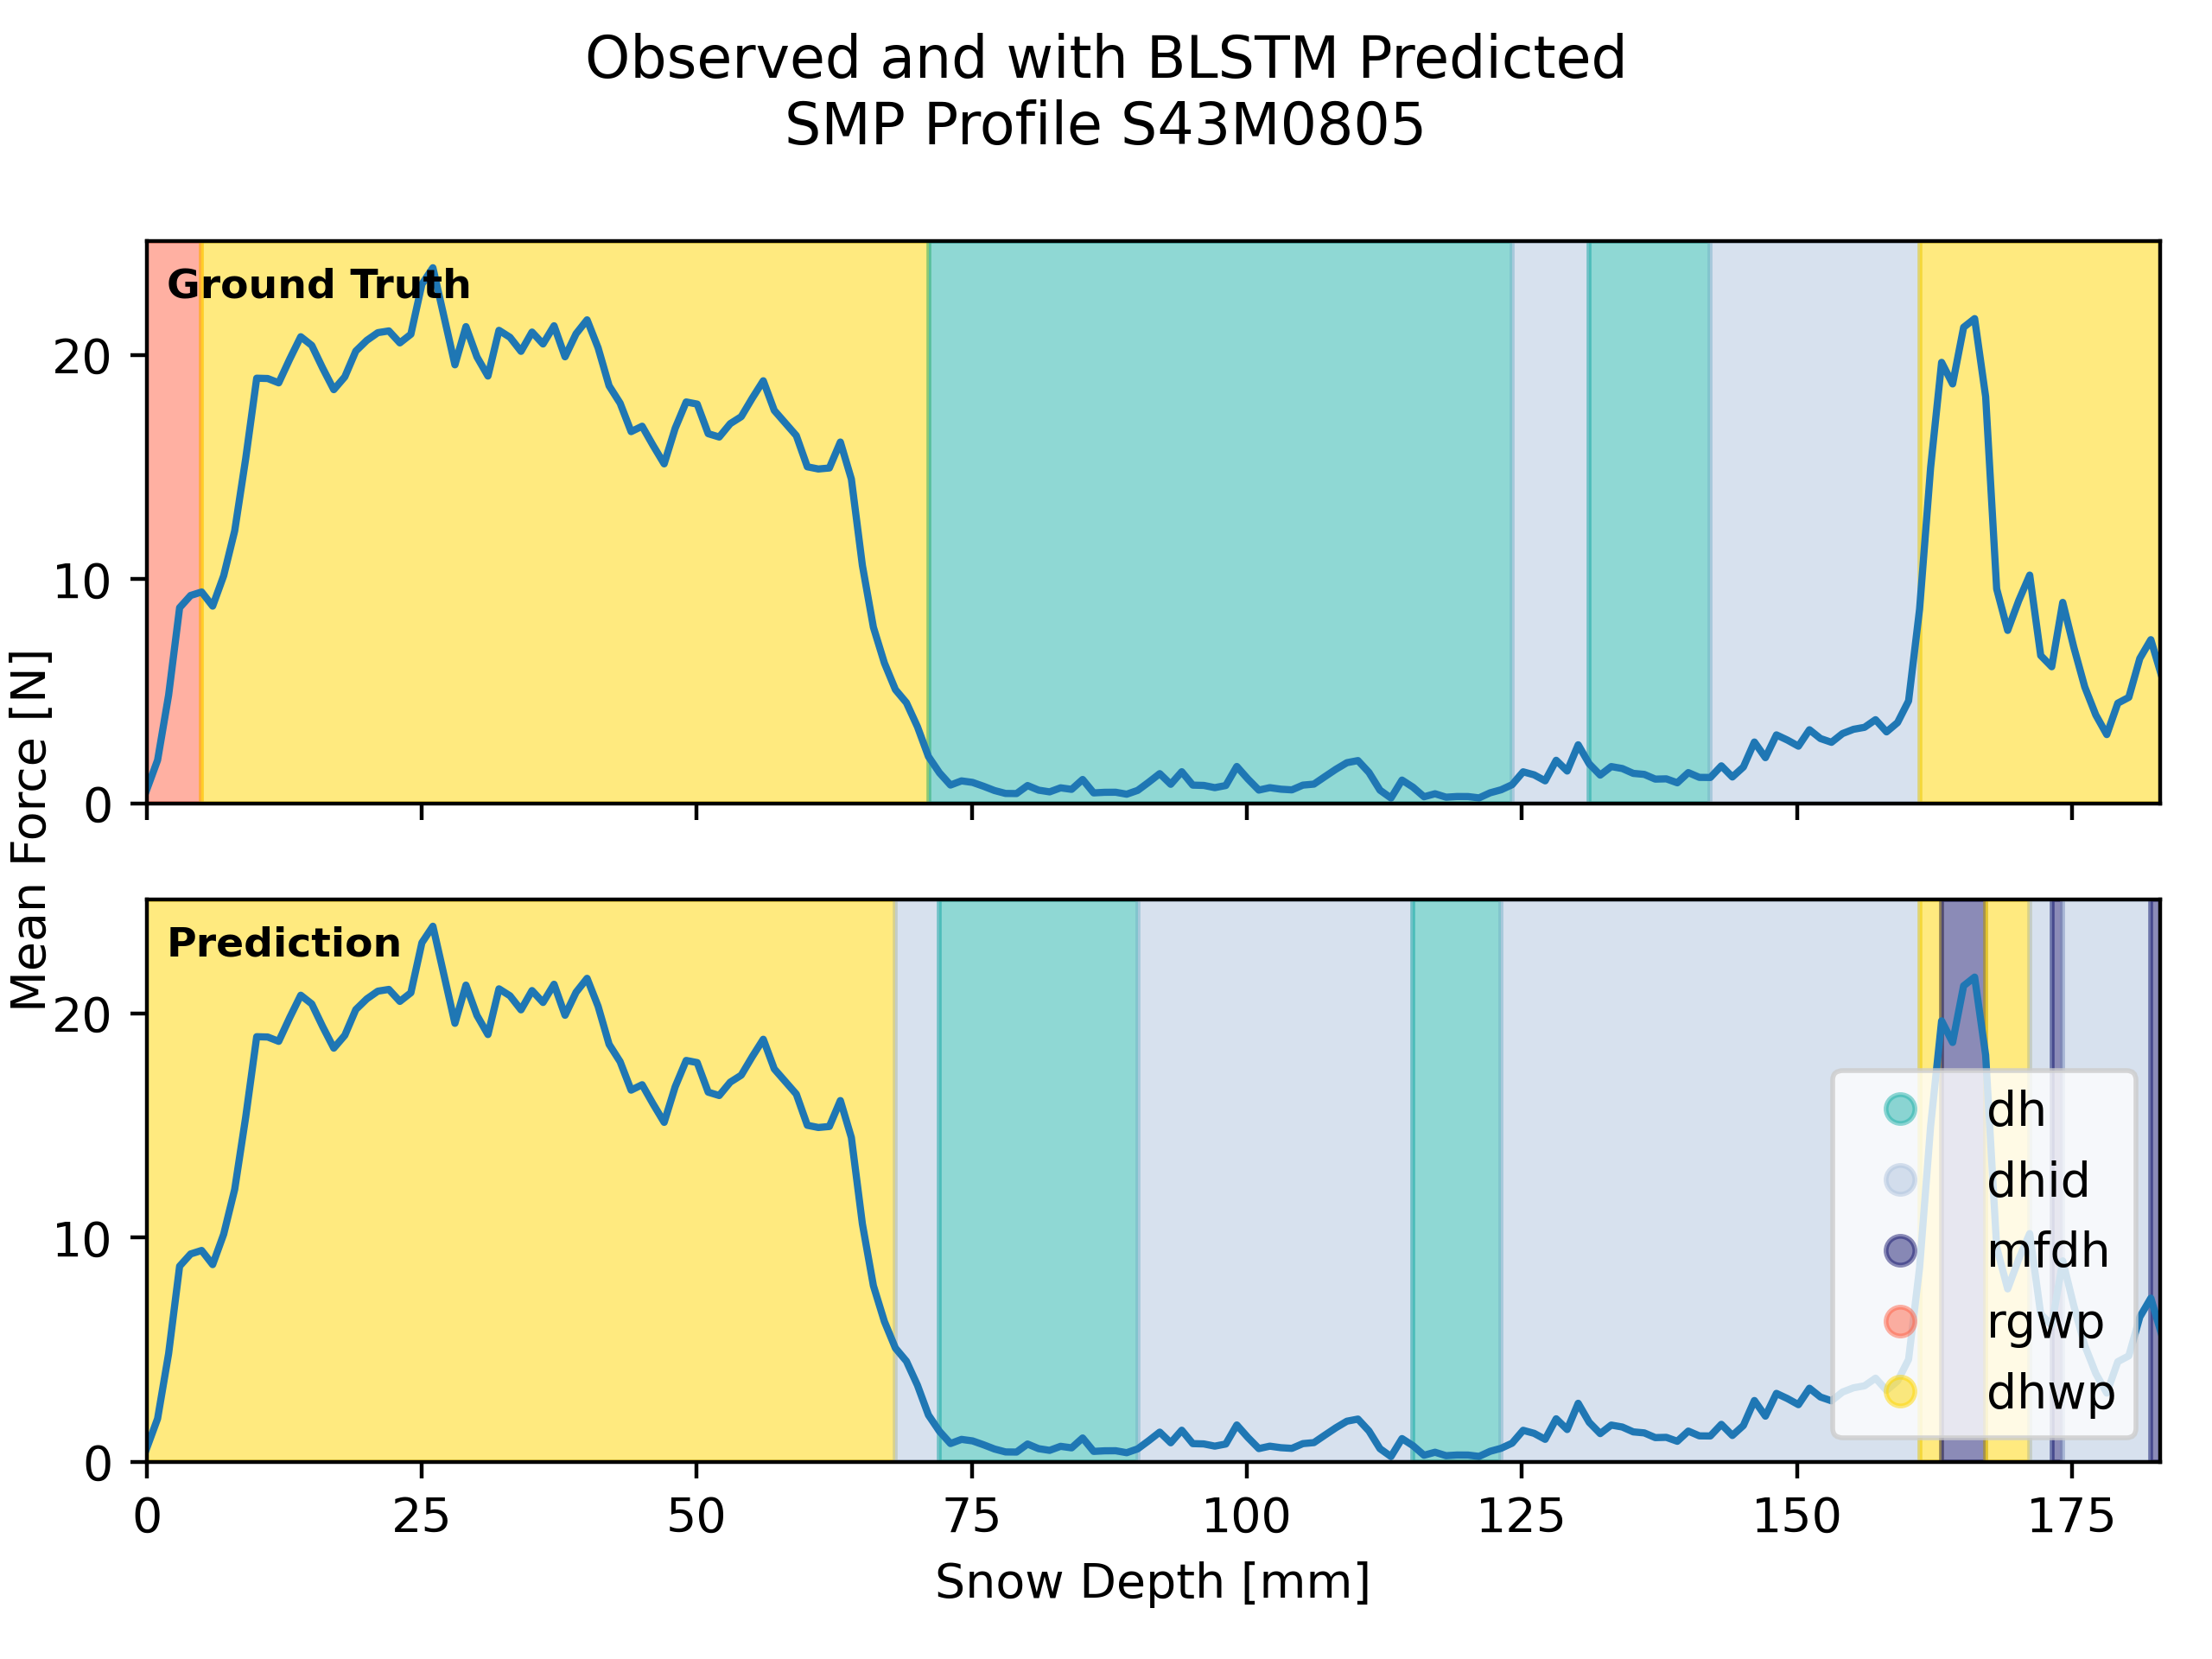 Observed and with BLSTM Predicted
SMP Profile S43M0805
Ground Truth
20
10
0
Mean Force [N]
Prediction
20
10
0
dh
dhid
mfdh
rgwp
dhwp
0 25 50 75 100 125 150 175
Snow Depth [mm]